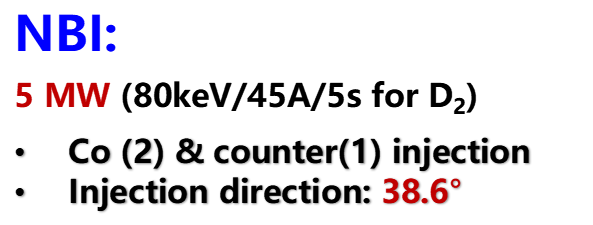 NBI:
5 MW (80keV/45A/5s for D₂)
• Co (2) & counter(1) injection
• Injection direction: 38.6°